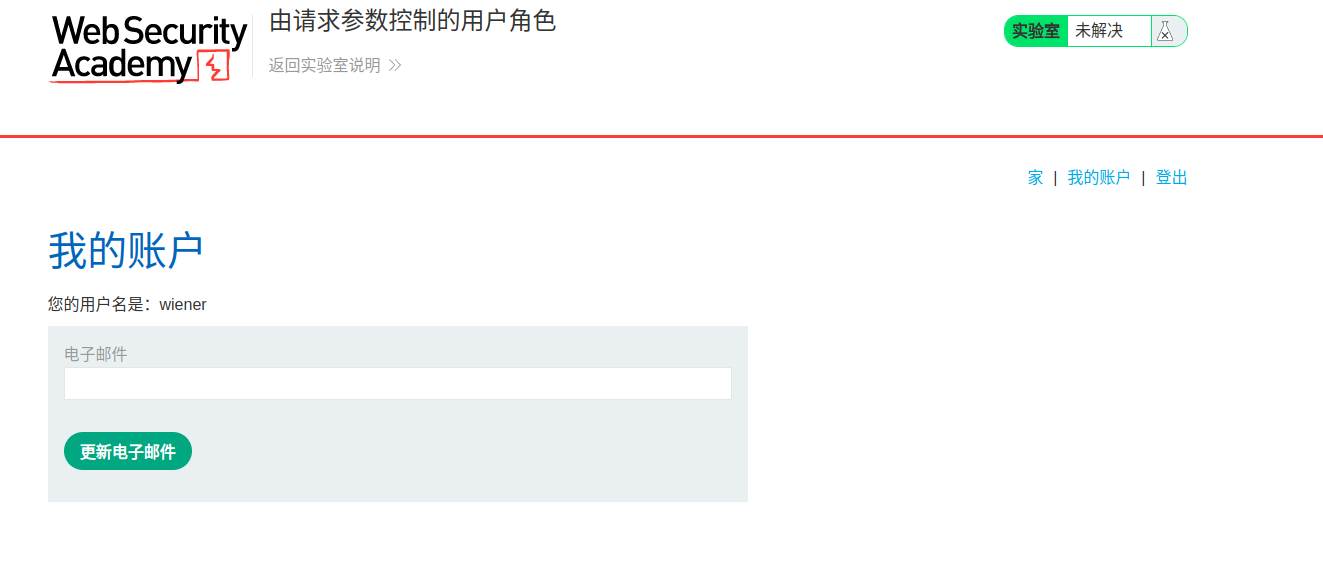 Web Security
Academy
由请求参数控制的用户角色
返回实验室说明
实验室 未解决
家 | 我的账户 | 登出
我的账户
您的用户名是：wiener
电子邮件
更新电子邮件